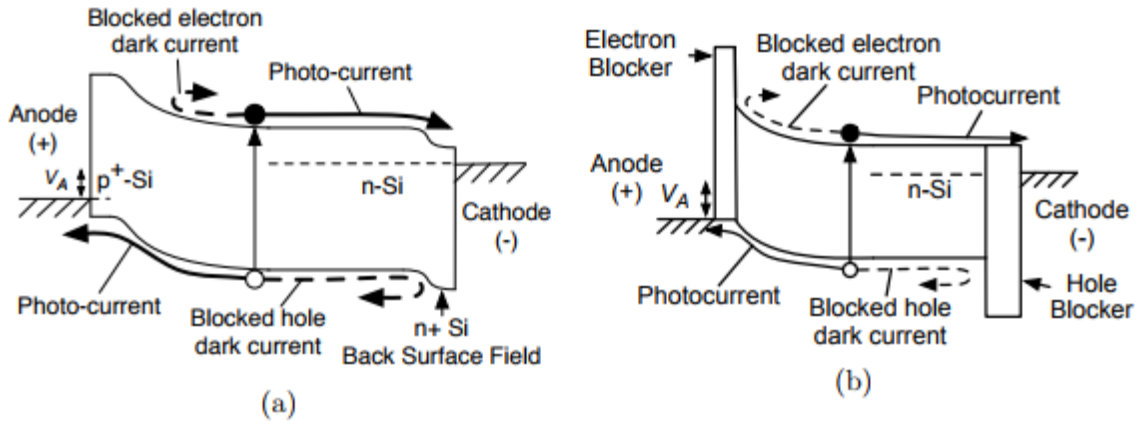 Blocked electron
dark current
Photo-current
Anode
(+)
V_A
p+-Si
n-Si
Cathode
(-)
Photo-current
Blocked hole
dark current
n+ Si
Back Surface Field
(a)
Electron
Blocker
Blocked electron
dark current
Photocurrent
Anode
(+)
V_A
n-Si
Cathode
(-)
Photocurrent
Blocked hole
dark current
Hole
Blocker
(b)